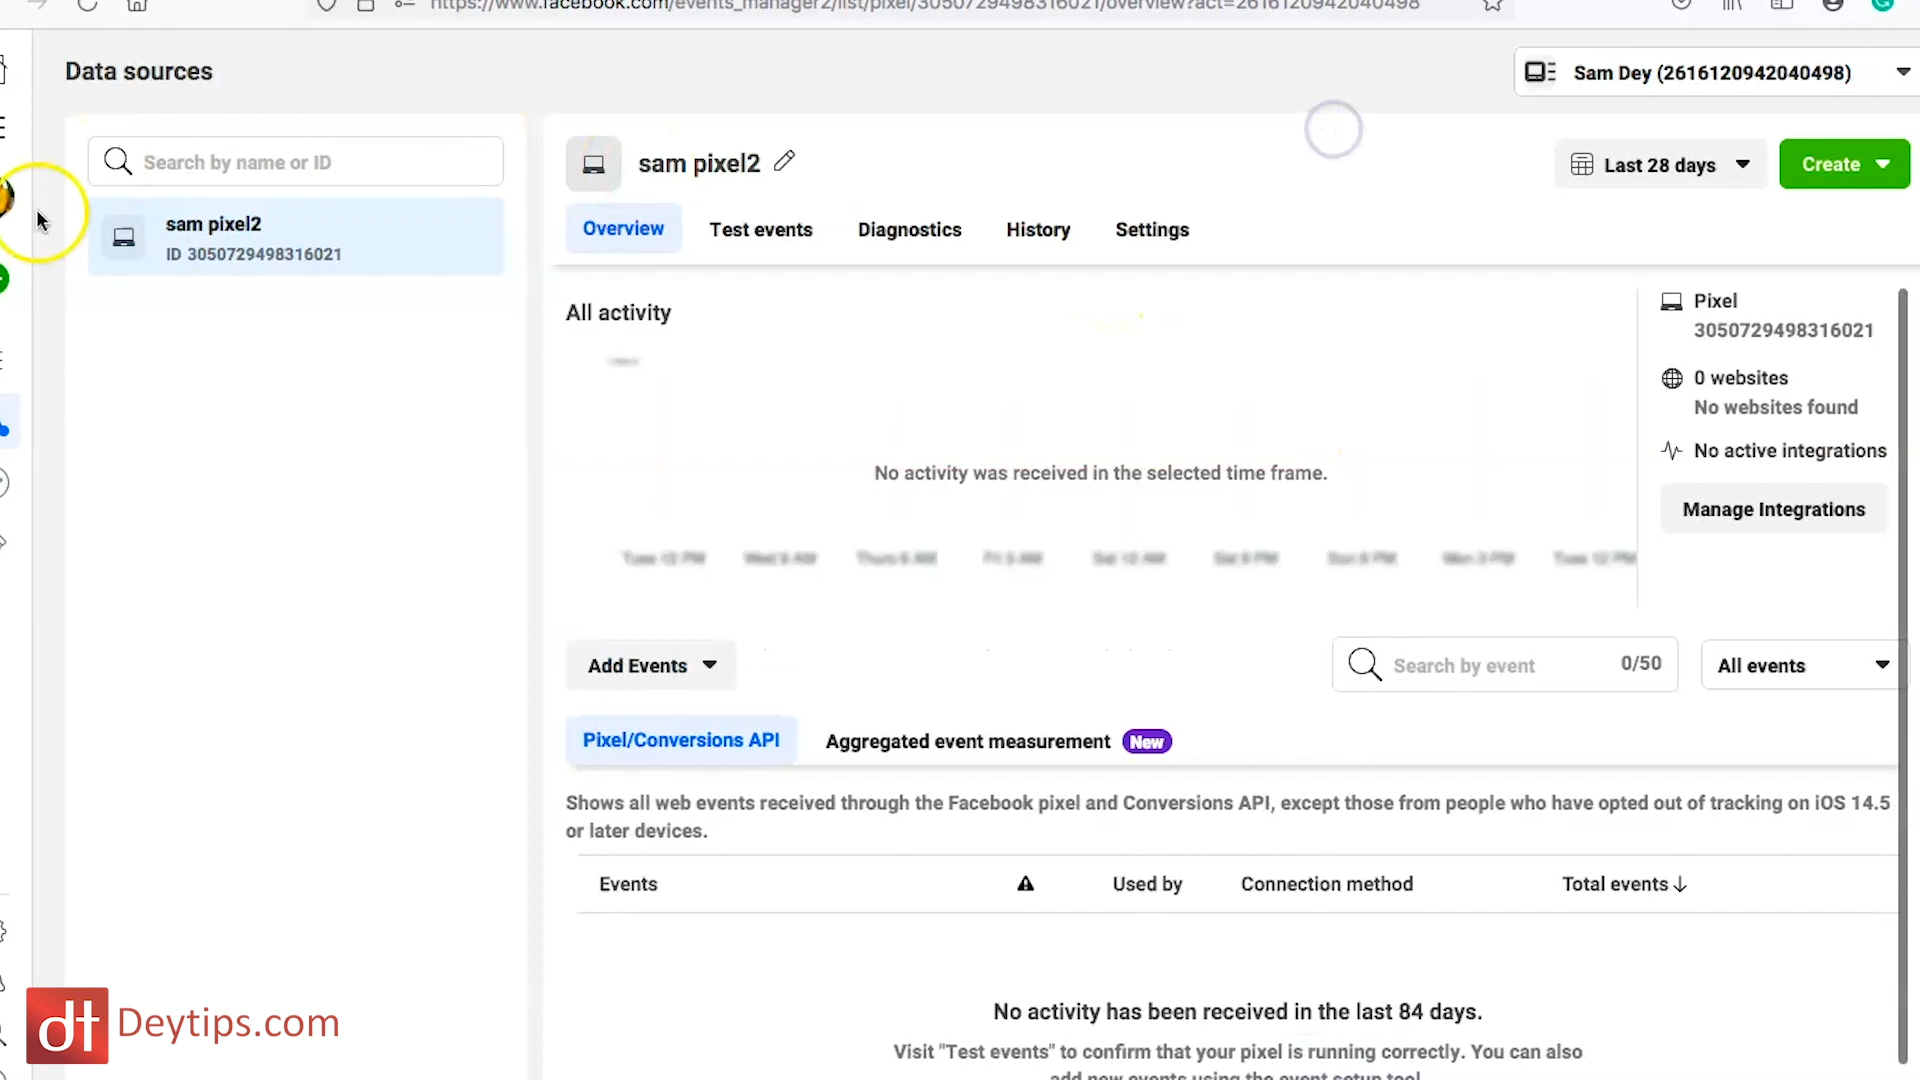 https://www.facebook.com/events_manager2/list/pixel/3050729498316021/overview?act=2616120942040498
Data sources
Sam Dey (2616120942040498)
Search by name or ID
sam pixel2
Last 28 days
Create
sam pixel2
ID 3050729498316021
Overview
Test events
Diagnostics
History
Settings
All activity
Pixel
3050729498316021
0 websites
No websites found
No active integrations
Manage Integrations
No activity was received in the selected time frame.
Tues 12 PM Wed 9 AM Thurs 6 AM Fri 3 AM Sat 12 AM Sat 9 PM Sun 6 PM Mon 3 PM Tues 12 PM
Add Events
Search by event 0/50
All events
Pixel/Conversions API
Aggregated event measurement New
Shows all web events received through the Facebook pixel and Conversions API, except those from people who have opted out of tracking on iOS 14.5
or later devices.
Events Used by Connection method Total events
No activity has been received in the last 84 days.
Visit "Test events" to confirm that your pixel is running correctly. You can also
add new events using the event setup tool.
dt Deytips.com